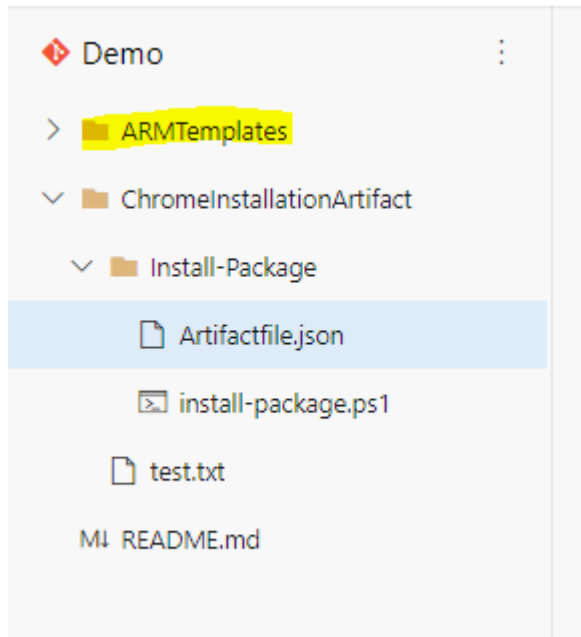 Demo
ARMTemplates
ChromeInstallationArtifact
Install-Package
Artifactfile.json
install-package.ps1
test.txt
M↓ README.md